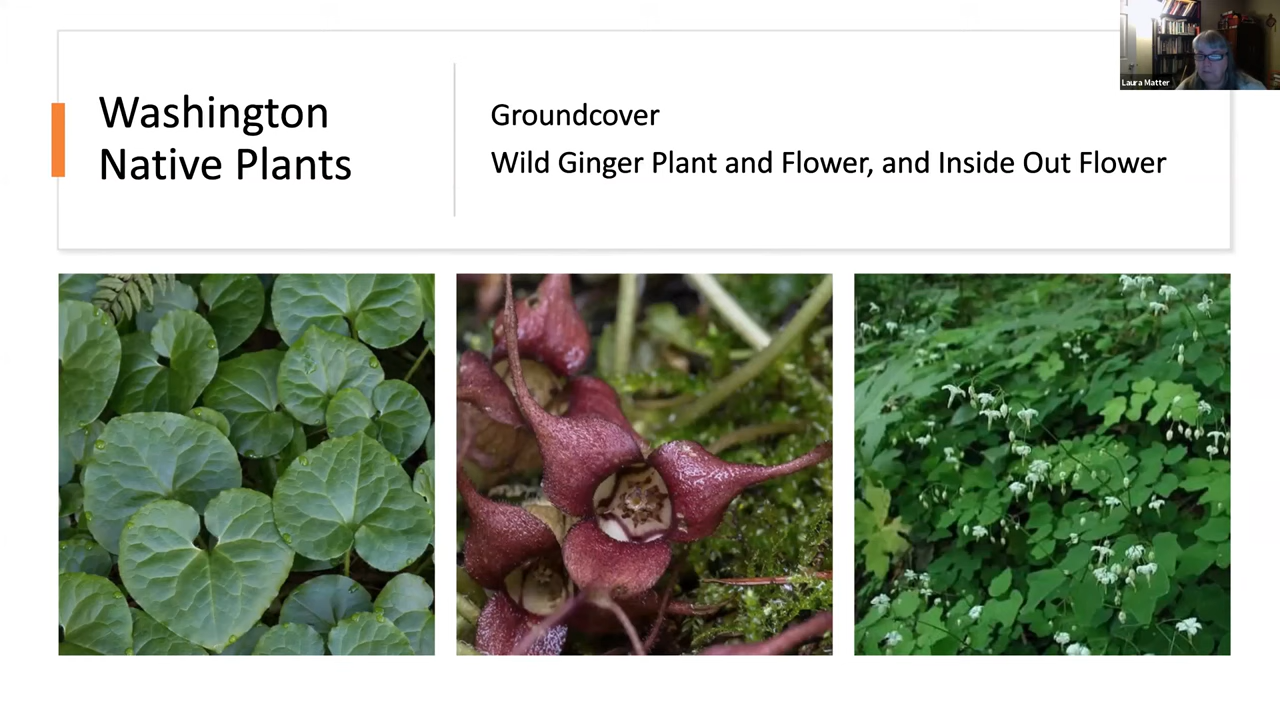 Washington
Native Plants
Groundcover
Wild Ginger Plant and Flower, and Inside Out Flower
Laura Matter